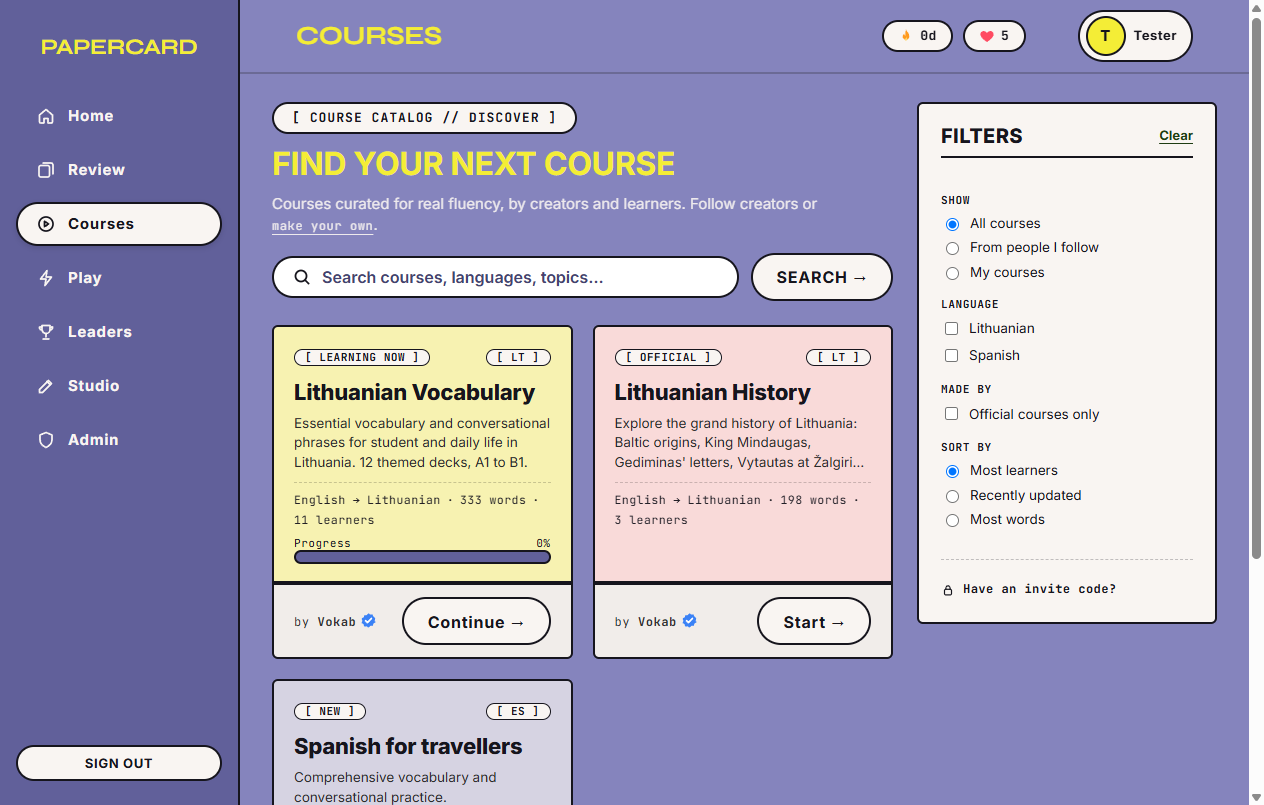 PAPERCARD
Home
Review
Courses
Play
Leaders
Studio
Admin
SIGN OUT
COURSES
0d
5
T
Tester
[ COURSE CATALOG // DISCOVER ]
FIND YOUR NEXT COURSE
Courses curated for real fluency, by creators and learners. Follow creators or
make your own.
Search courses, languages, topics...
SEARCH →
[ LEARNING NOW ]
[ LT ]
Lithuanian Vocabulary
Essential vocabulary and conversational
phrases for student and daily life in
Lithuania. 12 themed decks, A1 to B1.
English → Lithuanian · 333 words ·
11 learners
Progress
0%
by Vokab
Continue →
[ OFFICIAL ]
[ LT ]
Lithuanian History
Explore the grand history of Lithuania:
Baltic origins, King Mindaugas,
Gediminas' letters, Vytautas at Žalgiri...
English → Lithuanian · 198 words ·
3 learners
by Vokab
Start →
[ NEW ]
[ ES ]
Spanish for travellers
Comprehensive vocabulary and
conversational practice.
FILTERS
Clear
SHOW
All courses
From people I follow
My courses
LANGUAGE
Lithuanian
Spanish
MADE BY
Official courses only
SORT BY
Most learners
Recently updated
Most words
Have an invite code?